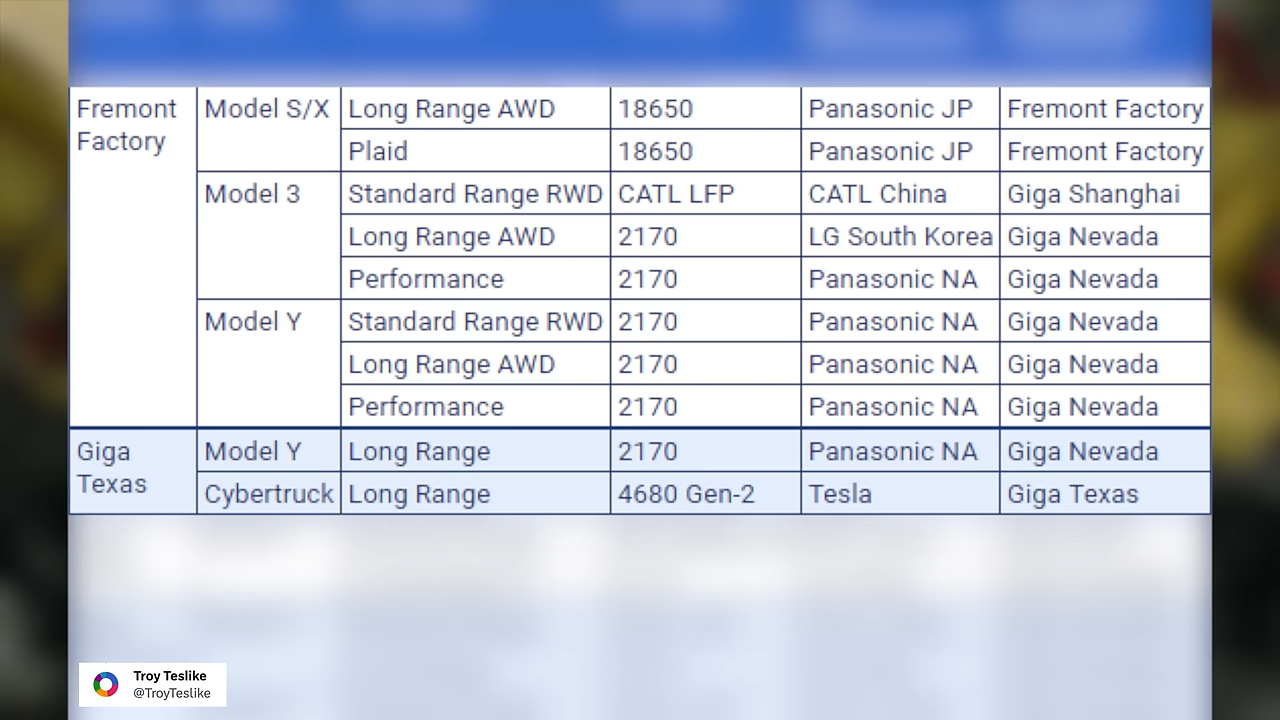 Fremont Factory Model S/X Long Range AWD 18650 Panasonic JP Fremont Factory
Plaid 18650 Panasonic JP Fremont Factory
Model 3 Standard Range RWD CATL LFP CATL China Giga Shanghai
Long Range AWD 2170 LG South Korea Giga Nevada
Performance 2170 Panasonic NA Giga Nevada
Model Y Standard Range RWD 2170 Panasonic NA Giga Nevada
Long Range AWD 2170 Panasonic NA Giga Nevada
Performance 2170 Panasonic NA Giga Nevada
Giga Texas Model Y Long Range 2170 Panasonic NA Giga Nevada
Cybertruck Long Range 4680 Gen-2 Tesla Giga Texas
Troy Teslike
@TroyTeslike